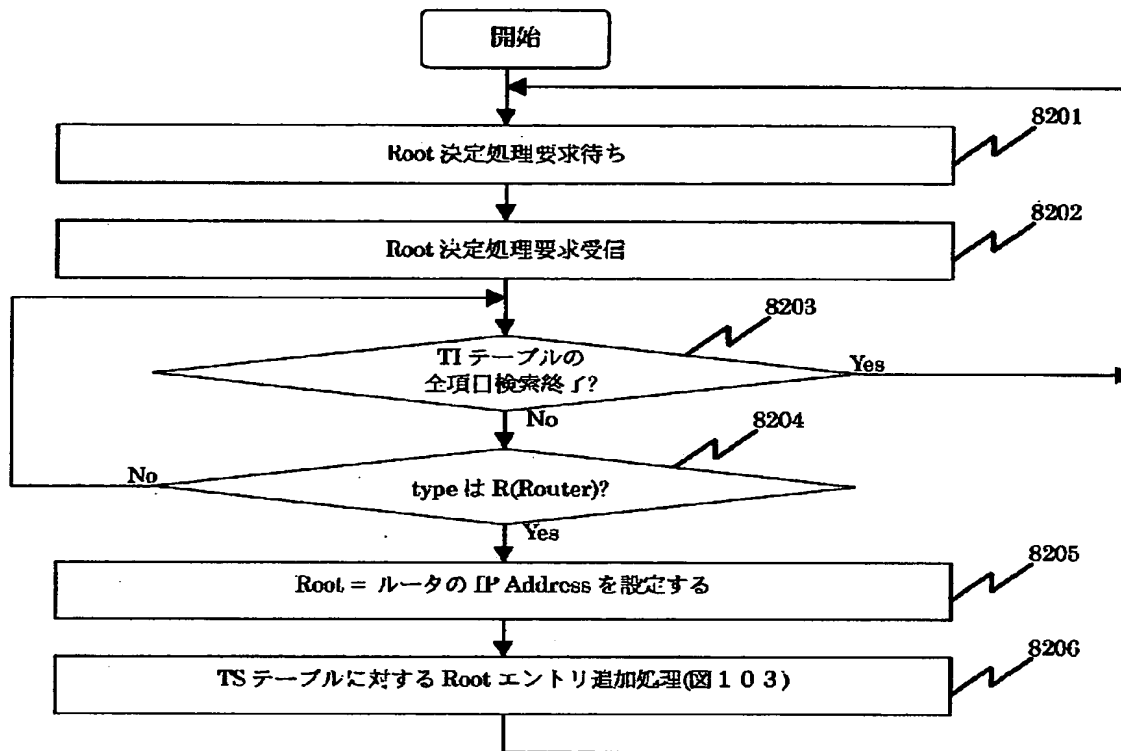 開始
8201
Root 決定処理要求待ち
8202
Root 決定処理要求受信
8203
TI テーブルの
全項目検索終了?
Yes
No
8204
No
type は R(Router)?
Yes
8205
Root = ルータの IP Address を設定する
8206
TS テーブルに対する Root エントリ追加処理(図１０３)